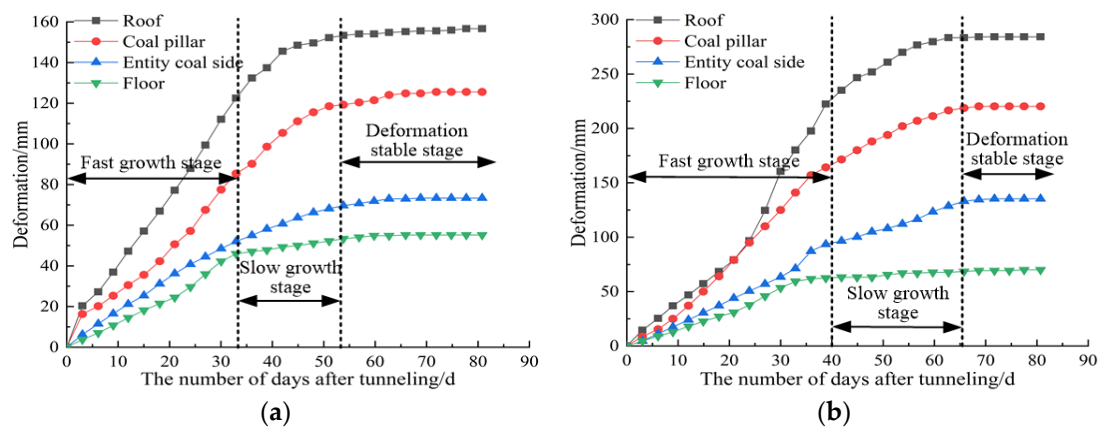 160
140
120
100
80
60
40
20
0
Deformation/mm
Roof
Coal pillar
Entity coal side
Floor
Fast growth stage
Deformation
stable stage
Slow growth
stage
0 10 20 30 40 50 60 70 80 90
The number of days after tunneling/d
(a)
300
250
200
150
100
50
0
Deformation/mm
Roof
Coal pillar
Entity coal side
Floor
Fast growth stage
Deformation
stable stage
Slow growth
stage
0 10 20 30 40 50 60 70 80 90
The number of days after tunneling/d
(b)